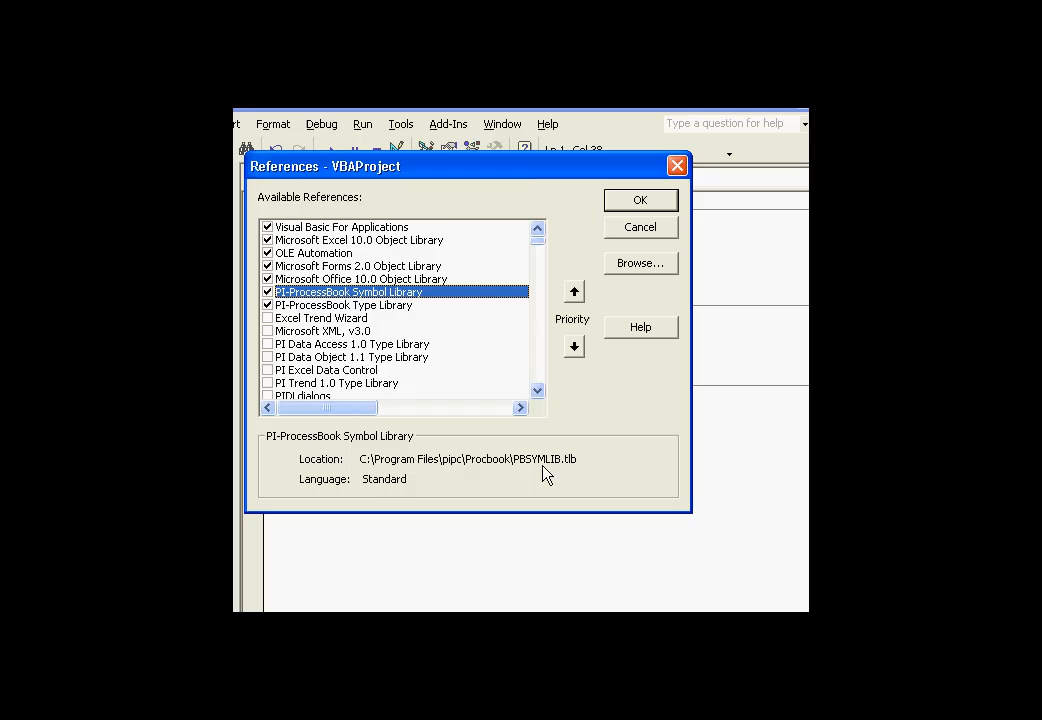 rt Format Debug Run Tools Add-Ins Window Help Type a question for help
Ln 1, Col 38
References - VBAProject
Available References:
Visual Basic For Applications
Microsoft Excel 10.0 Object Library
OLE Automation
Microsoft Forms 2.0 Object Library
Microsoft Office 10.0 Object Library
PI-ProcessBook Symbol Library
PI-ProcessBook Type Library
Excel Trend Wizard
Microsoft XML, v3.0
PI Data Access 1.0 Type Library
PI Data Object 1.1 Type Library
PI Excel Data Control
PI Trend 1.0 Type Library
PIDLdialogs
OK
Cancel
Browse...
Priority
Help
PI-ProcessBook Symbol Library
Location: C:\Program Files\pipc\Procbook\PBSYMLIB.tlb
Language: Standard